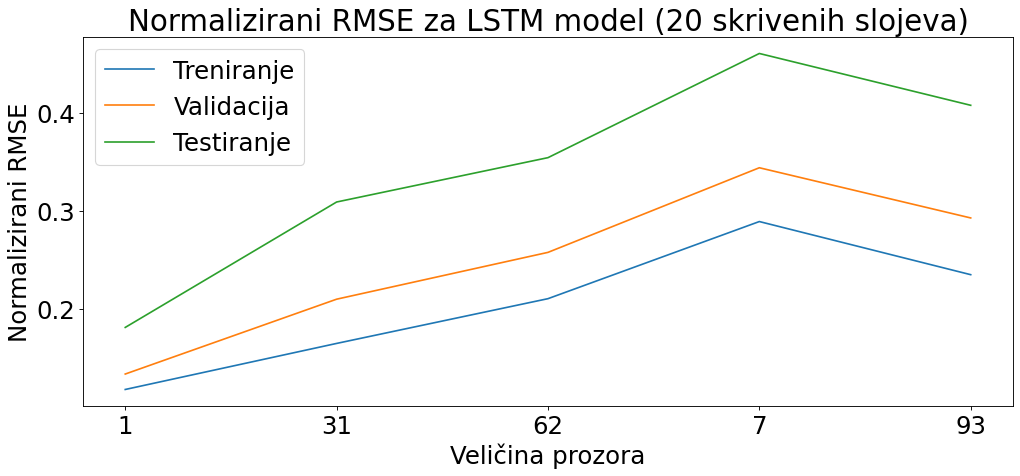 Normalizirani RMSE za LSTM model (20 skrivenih slojeva)
Treniranje
Validacija
Testiranje
Normalizirani RMSE
0.4
0.3
0.2
1 31 62 7 93
Veličina prozora